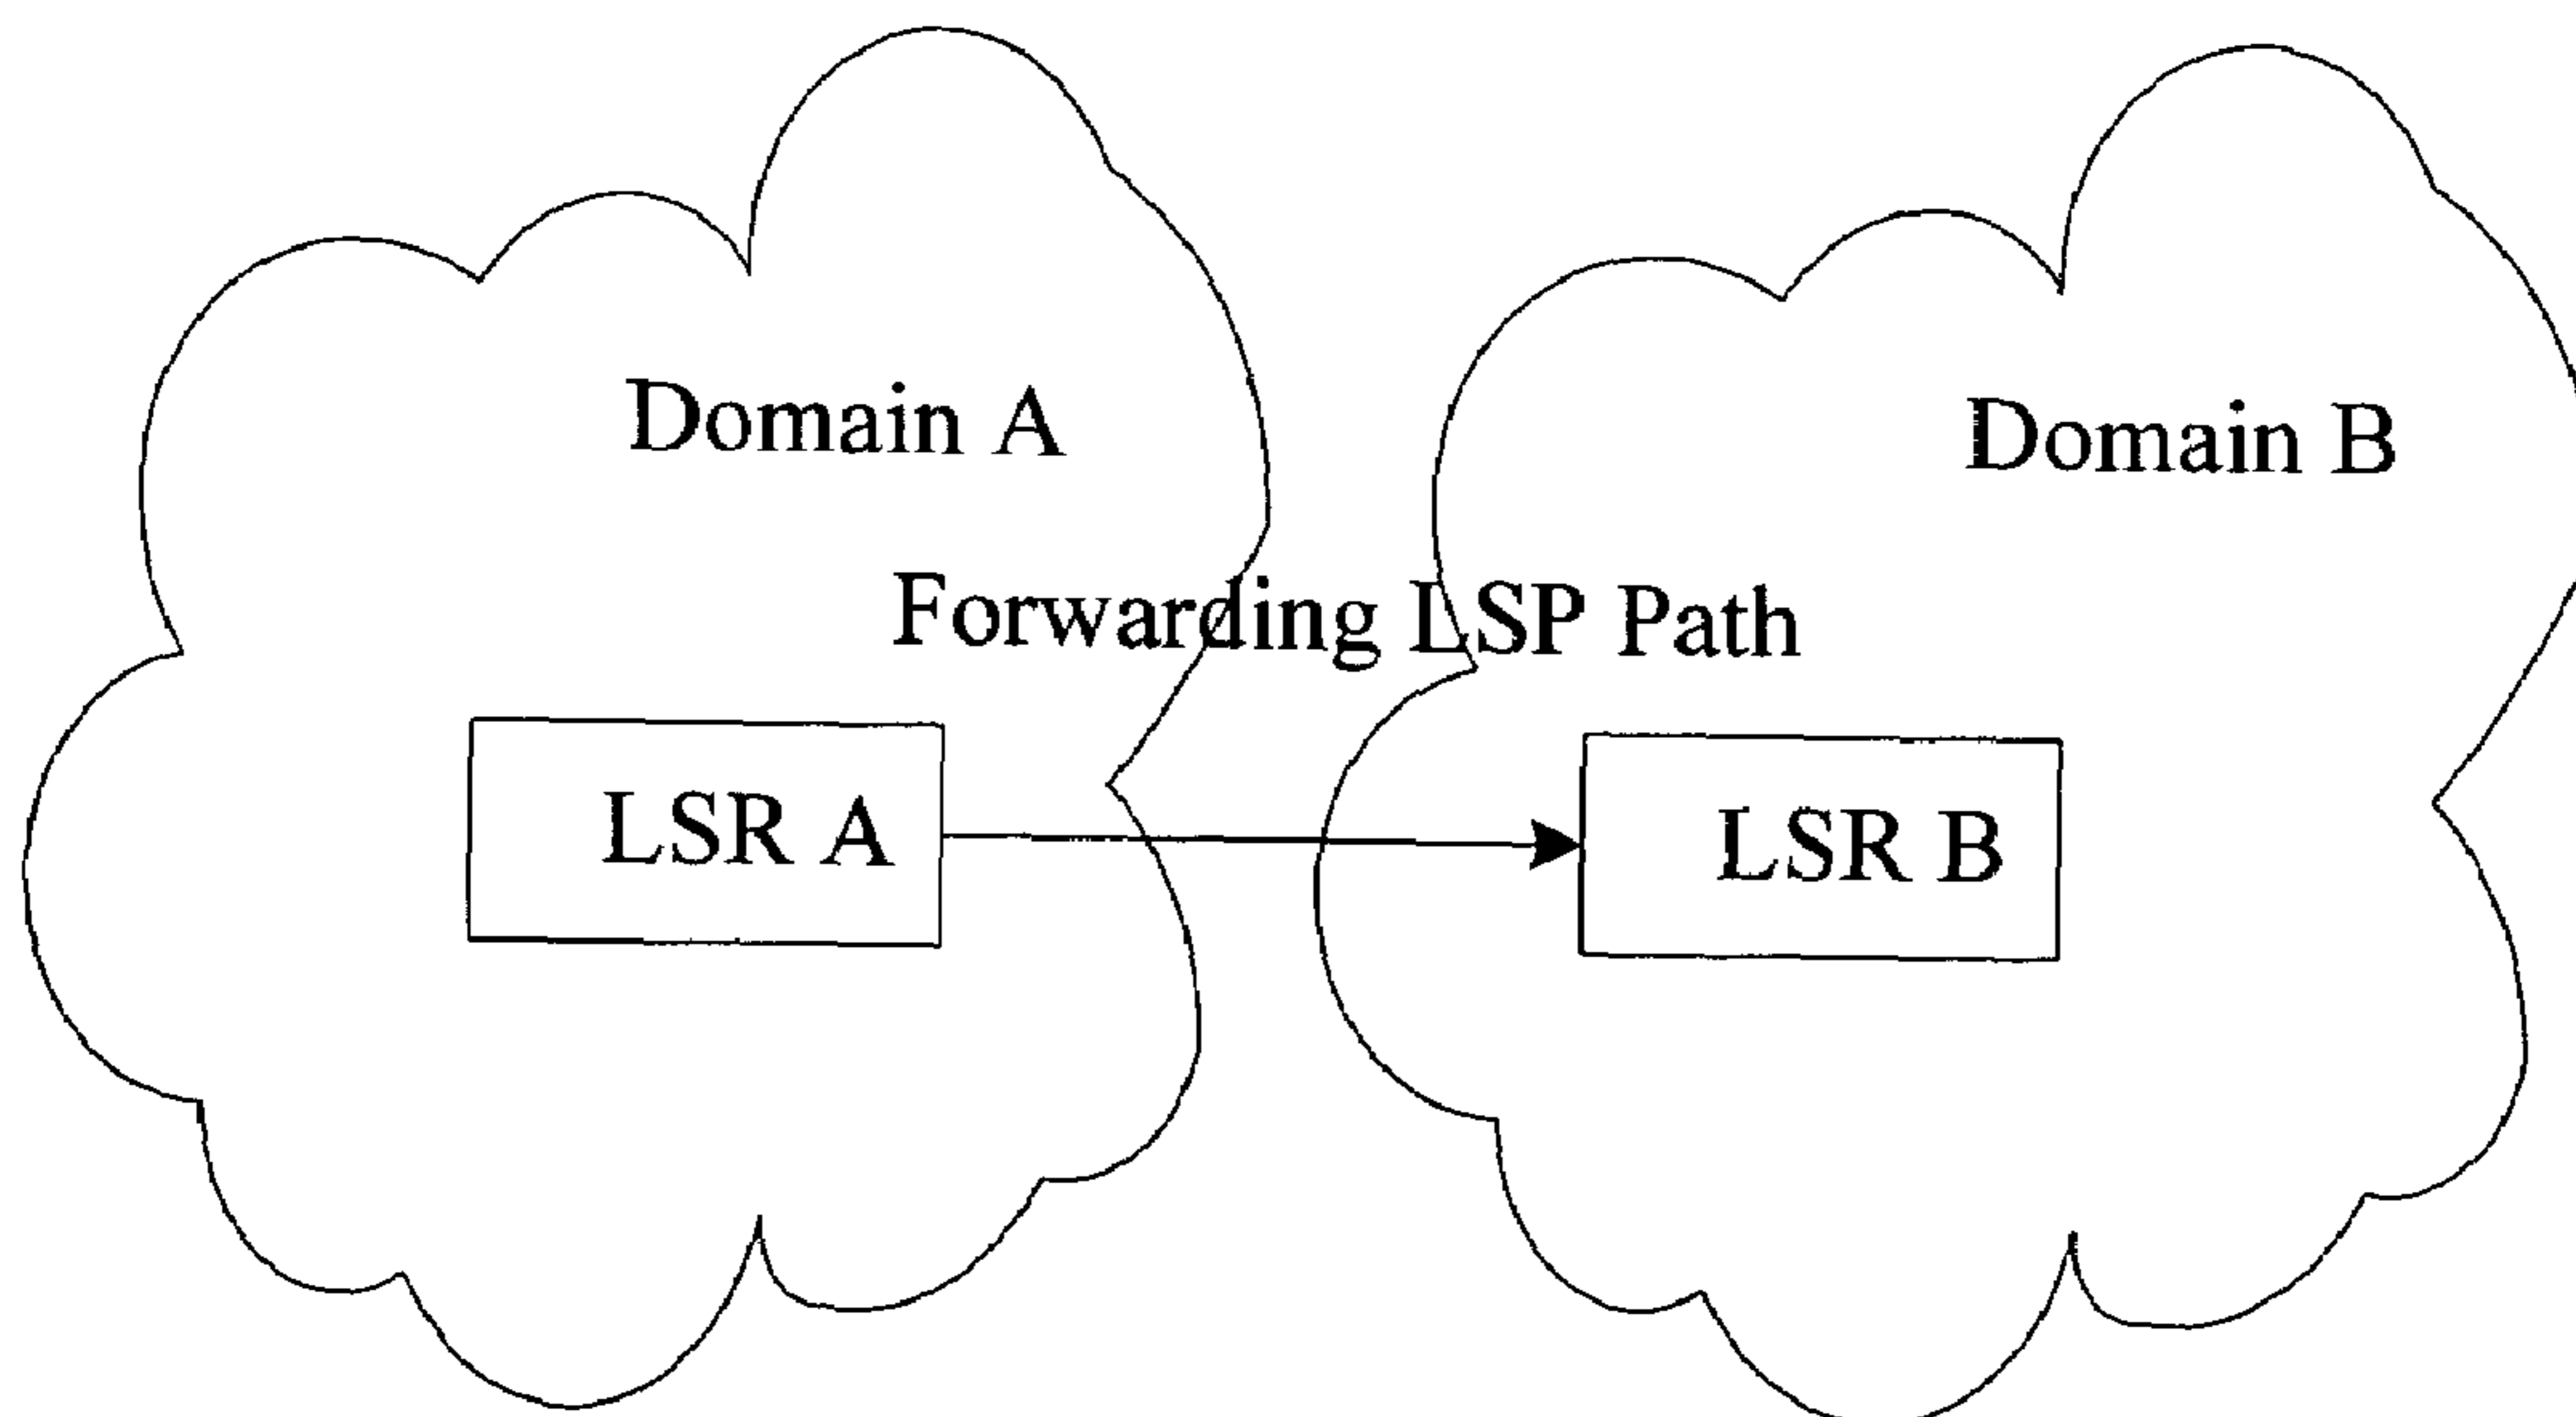 Domain A
Domain B
Forwarding LSP Path
LSR A
LSR B